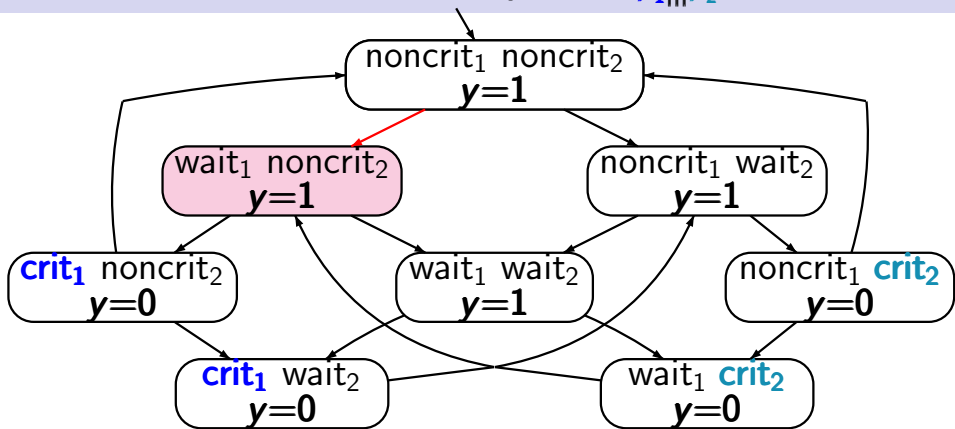 noncrit₁ noncrit₂
y=1
wait₁ noncrit₂
y=1
noncrit₁ wait₂
y=1
crit₁ noncrit₂
y=0
wait₁ wait₂
y=1
noncrit₁ crit₂
y=0
crit₁ wait₂
y=0
wait₁ crit₂
y=0